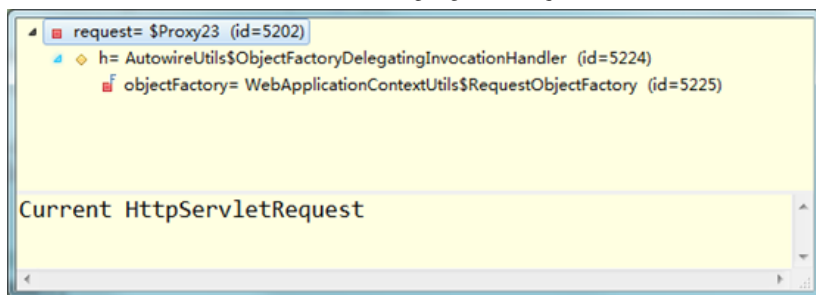 request= $Proxy23 (id=5202)
h= AutowireUtils$ObjectFactoryDelegatingInvocationHandler (id=5224)
objectFactory= WebApplicationContextUtils$RequestObjectFactory (id=5225)
Current HttpServletRequest